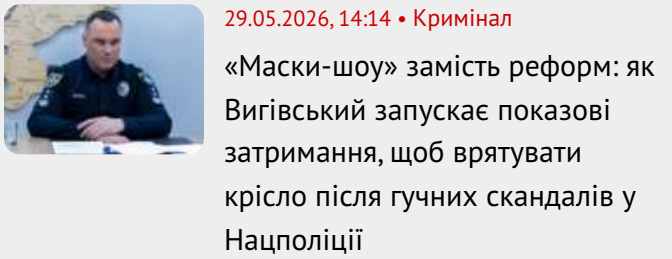 29.05.2026, 14:14 • Кримінал
«Маски-шоу» замість реформ: як
Вигівський запускає показові
затримання, щоб врятувати
крісло після гучних скандалів у
Нацполіції